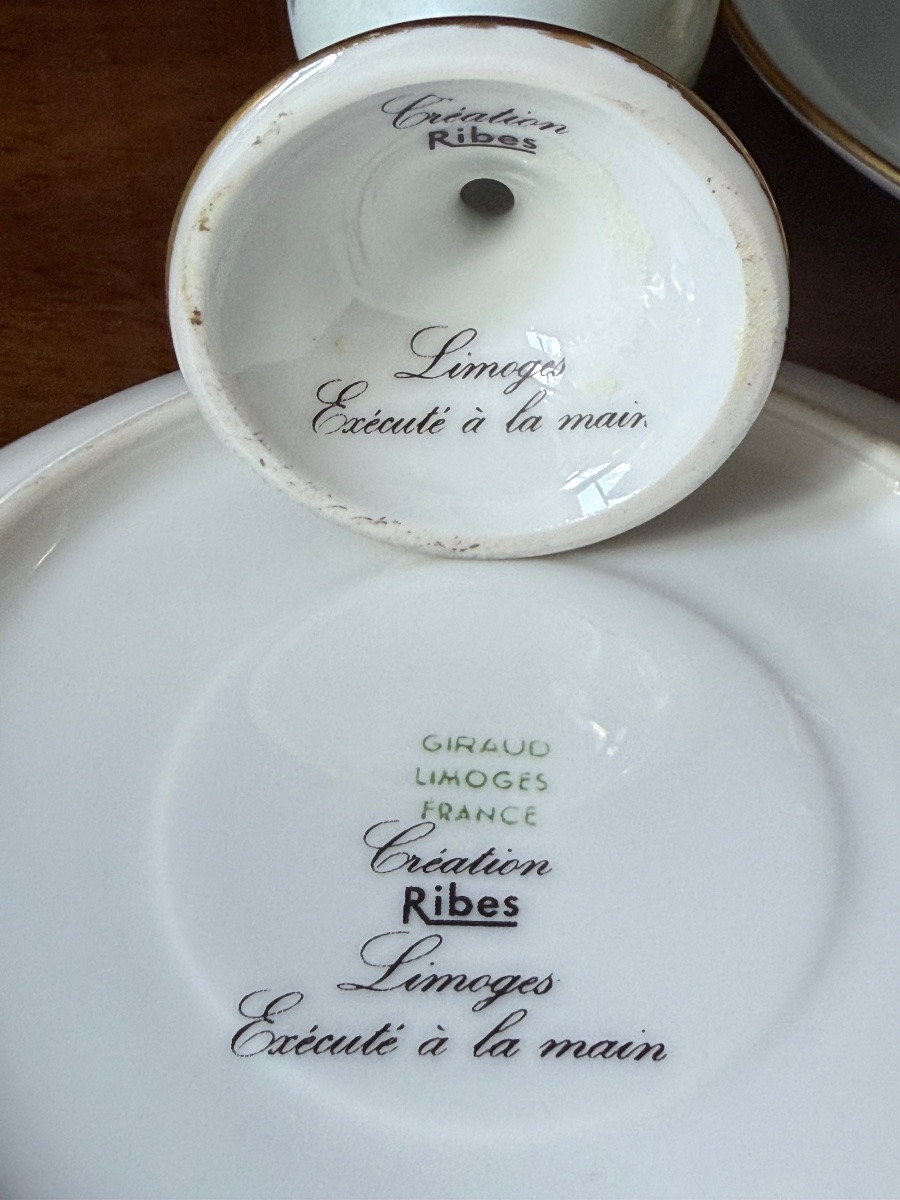 Création
Ribes
Limoges
Exécuté à la main
GIRAUD
LIMOGES
FRANCE
Création
Ribes
Limoges
Exécuté à la main